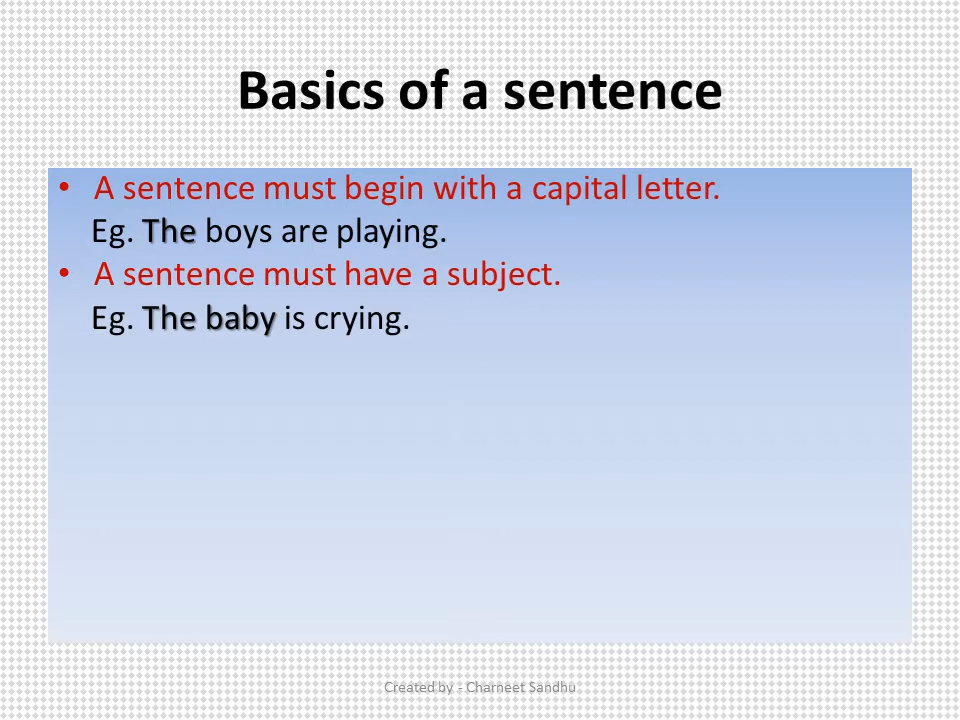 Basics of a sentence
• A sentence must begin with a capital letter.
Eg. The boys are playing.
• A sentence must have a subject.
Eg. The baby is crying.
Created by - Charneet Sandhu